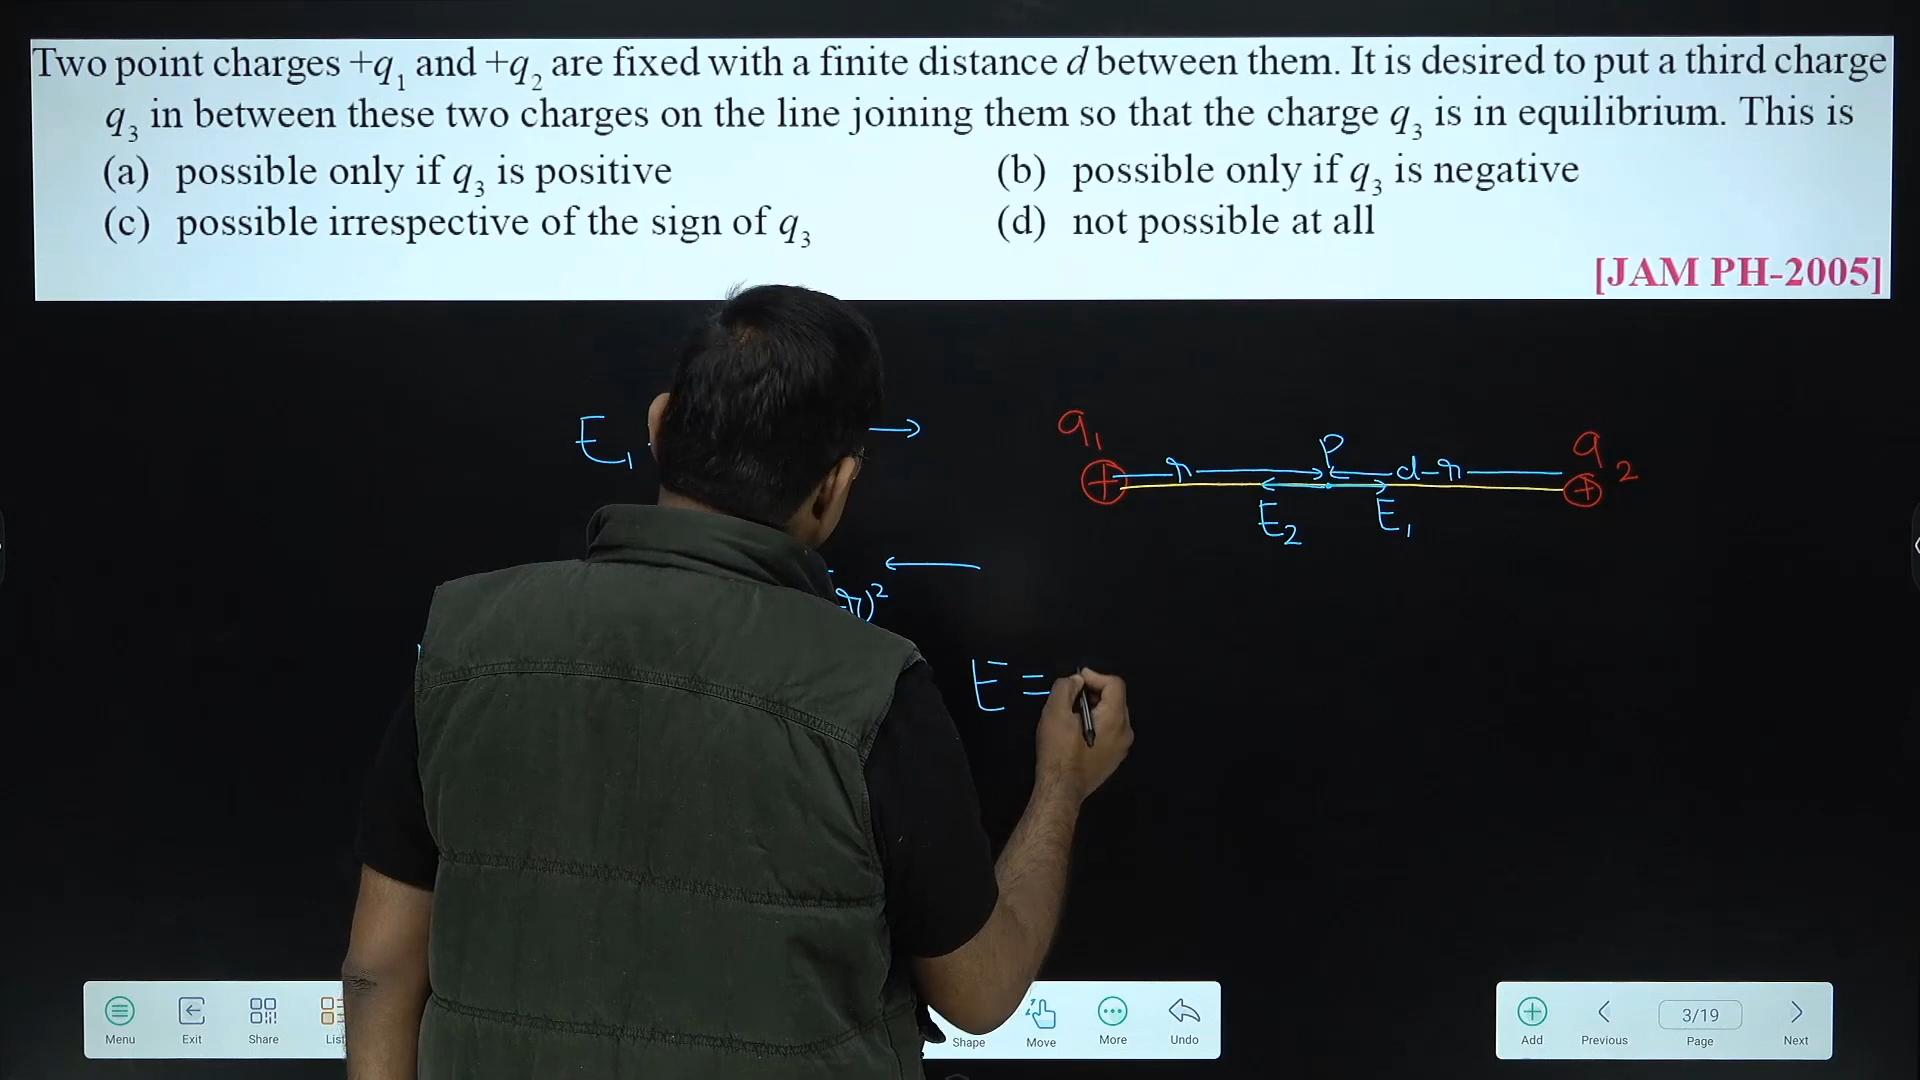 Two point charges +q₁ and +q₂ are fixed with a finite distance d between them. It is desired to put a third charge
q₃ in between these two charges on the line joining them so that the charge q₃ is in equilibrium. This is
(a) possible only if q₃ is positive (b) possible only if q₃ is negative
(c) possible irrespective of the sign of q₃ (d) not possible at all
[JAM PH-2005]
E₁
q₁ P q₂
r d-r
+ +
E₂ E₁
-r)²
E =
Menu Exit Share List Shape Move More Undo
Add Previous 3/19 Next
Page